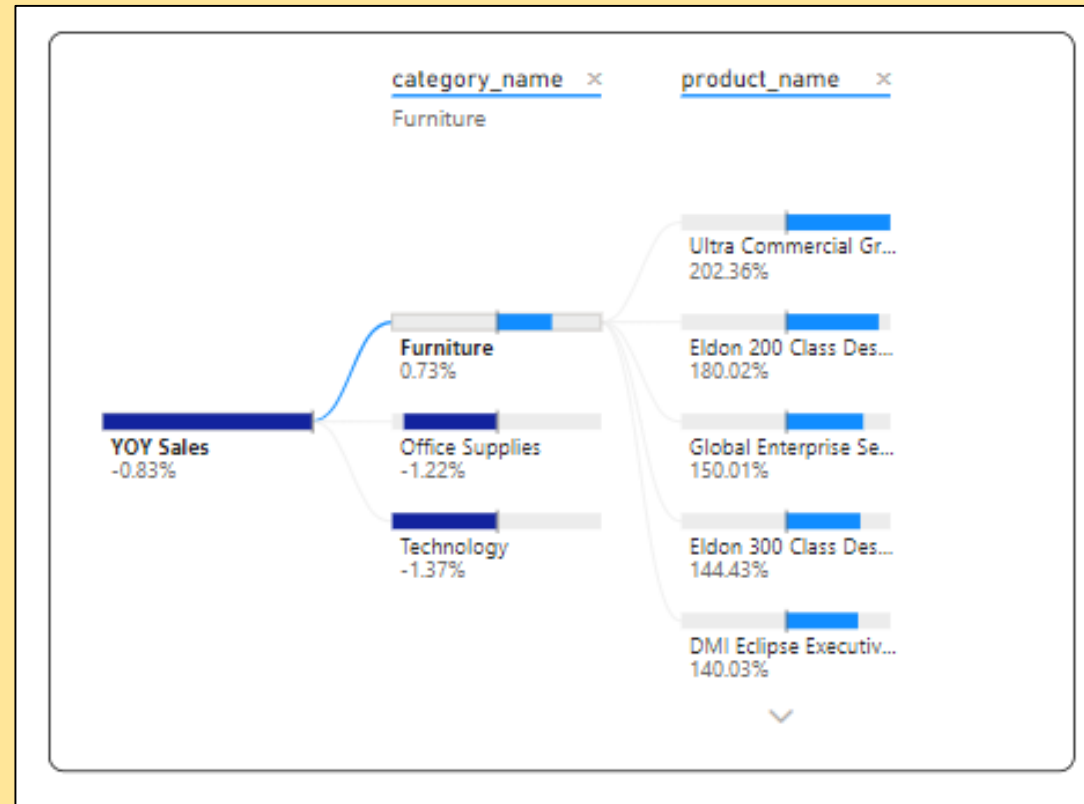 category_name ×
product_name ×
Furniture
YOY Sales
-0.83%
Furniture
0.73%
Office Supplies
-1.22%
Technology
-1.37%
Ultra Commercial Gr...
202.36%
Eldon 200 Class Des...
180.02%
Global Enterprise Se...
150.01%
Eldon 300 Class Des...
144.43%
DMI Eclipse Executiv...
140.03%